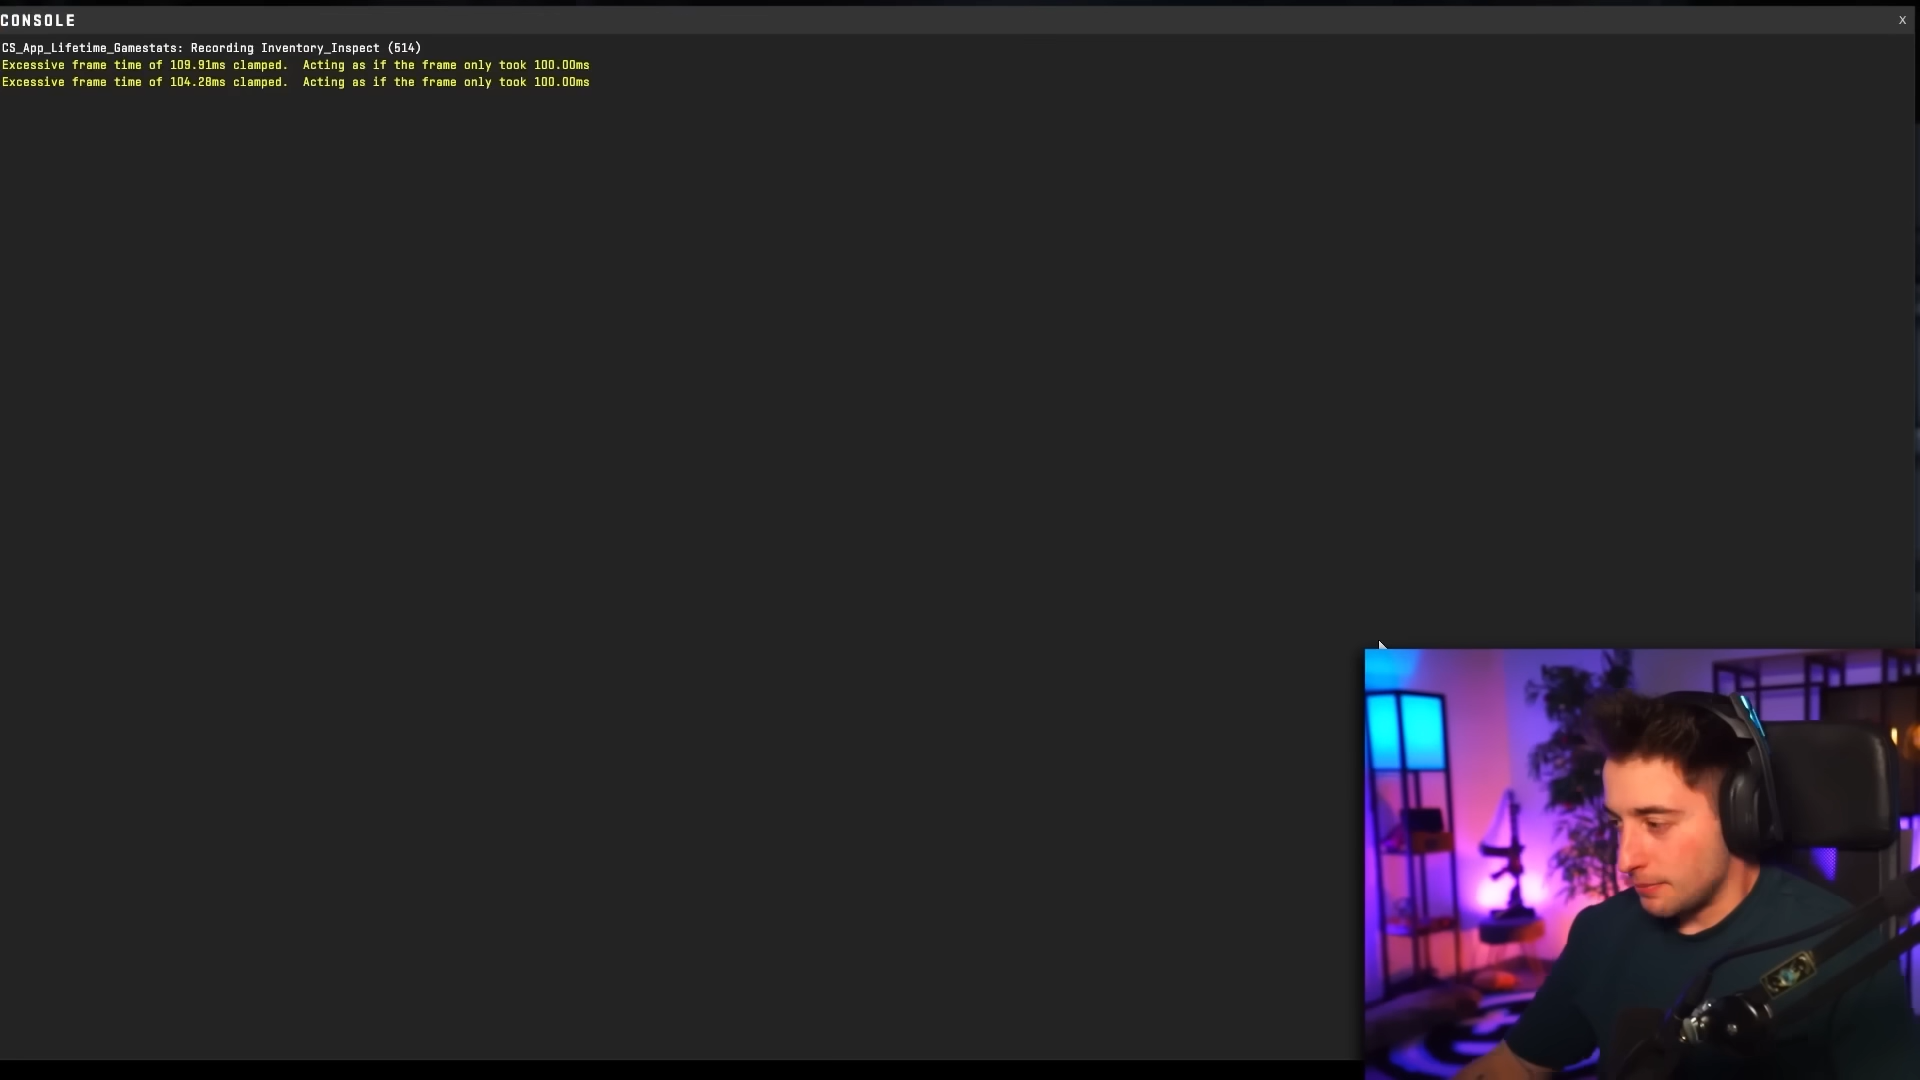 CONSOLE
X
CS_App_Lifetime_Gamestats: Recording Inventory_Inspect (514)
Excessive frame time of 109.91ms clamped.  Acting as if the frame only took 100.00ms
Excessive frame time of 104.28ms clamped.  Acting as if the frame only took 100.00ms